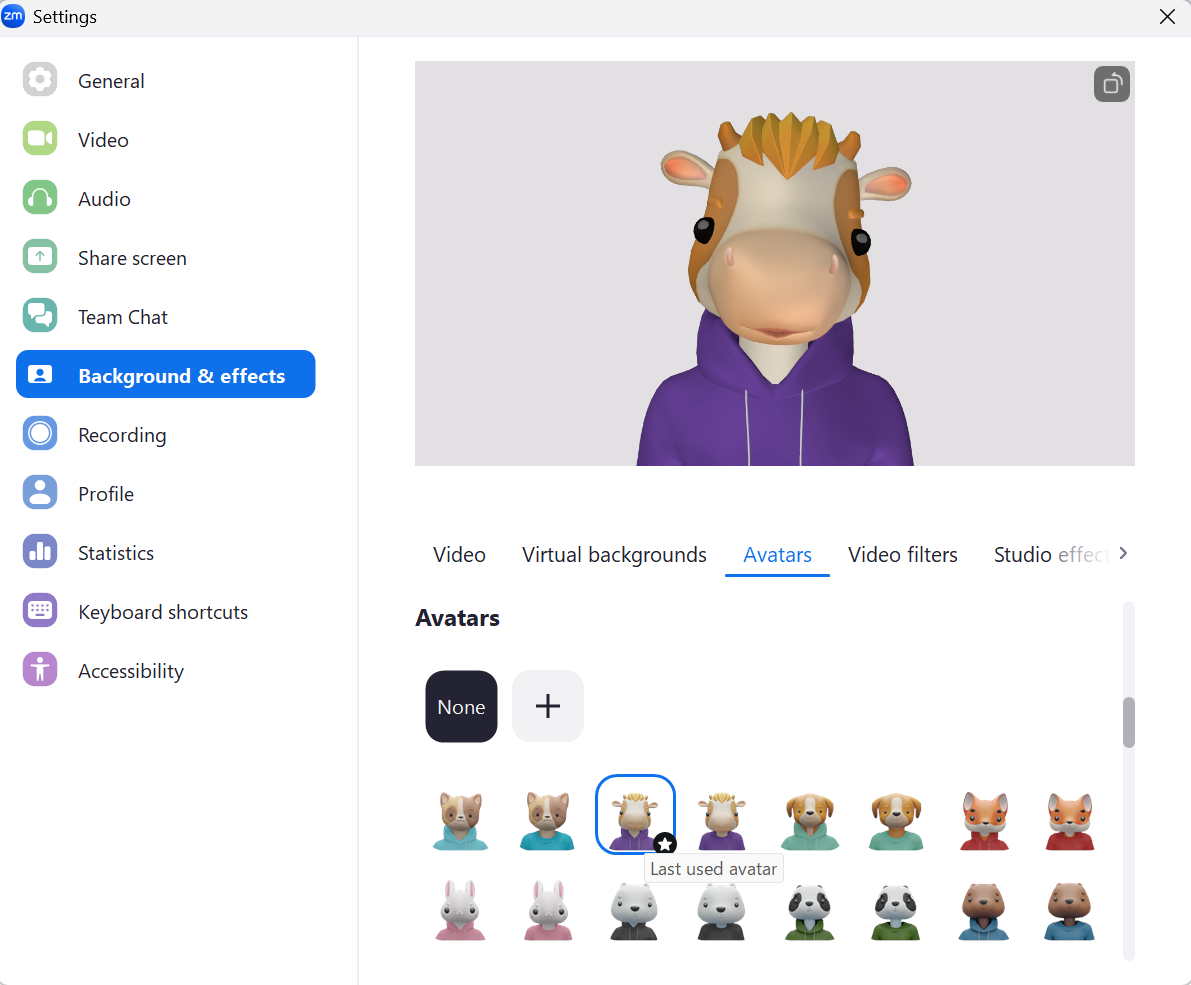 zm Settings
General
Video
Audio
Share screen
Team Chat
Background & effects
Recording
Profile
Statistics
Keyboard shortcuts
Accessibility
Video Virtual backgrounds Avatars Video filters Studio effect
Avatars
None
Last used avatar